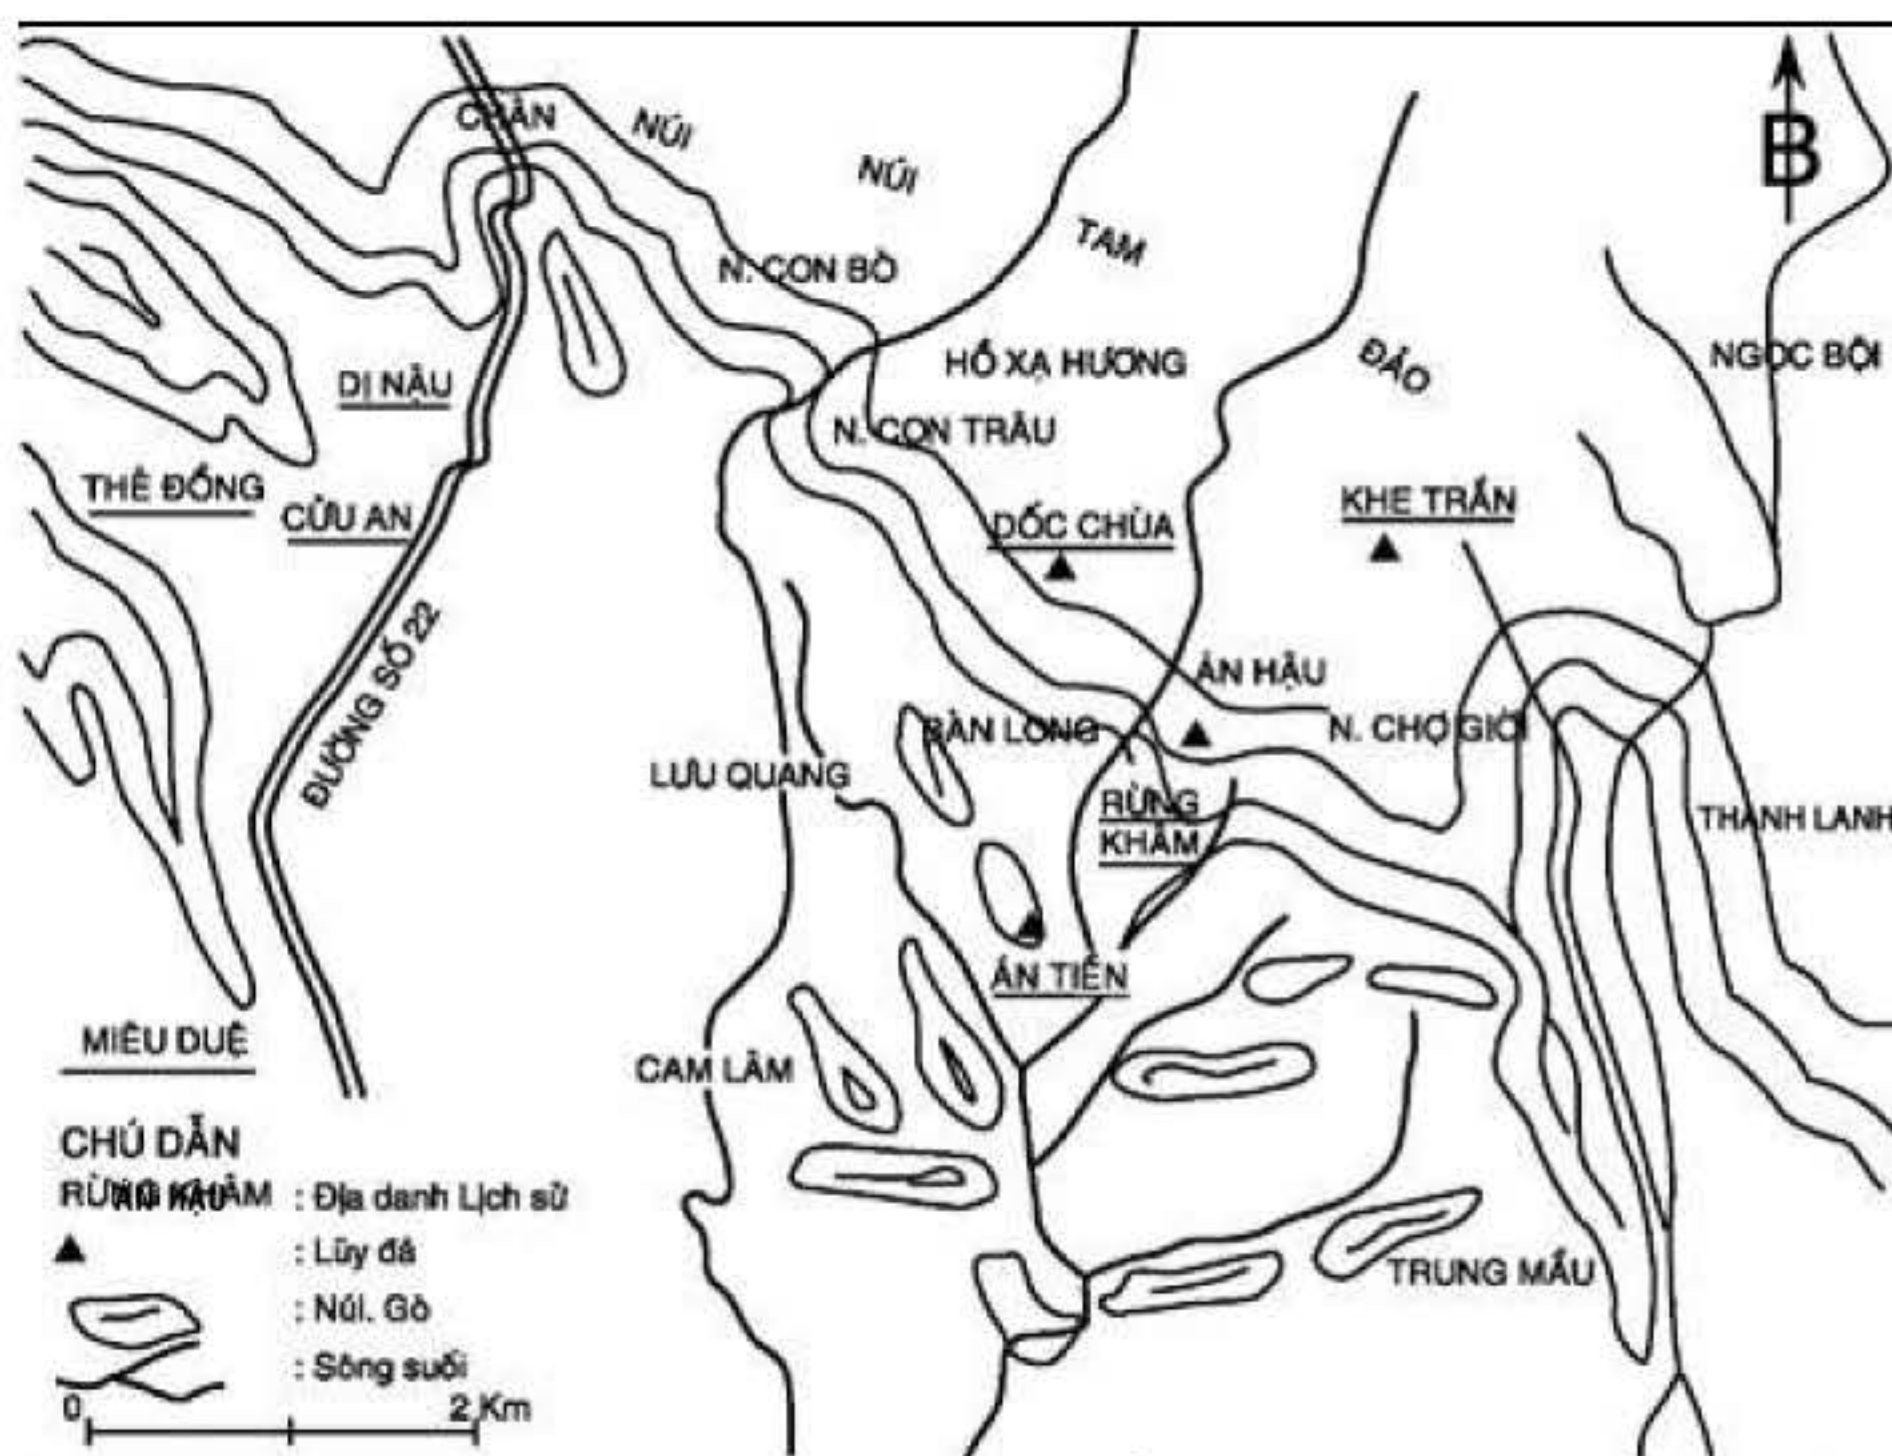 CHÂN
NÚI
NÚI
TAM
ĐẢO
B
N. CON BÒ
HỒ XẠ HƯƠNG
NGỌC BỘI
DỊ NẬU
N. CON TRÂU
THÊ ĐỒNG
CỬU AN
DỐC CHÙA
KHE TRẦN
ĐƯỜNG SỐ 22
ÁN HẬU
BÀN LONG
N. CHỢ GIỜI
LƯU QUANG
RỪNG
KHÂM
THANH LANH
ÁN TIỀN
MIÊU DUỆ
CAM LÂM
TRUNG MẦU
CHÚ DẪN
RỪNG KHÂM : Địa danh Lịch sử
: Lũy đá
: Núi. Gò
: Sông suối
0 2 Km